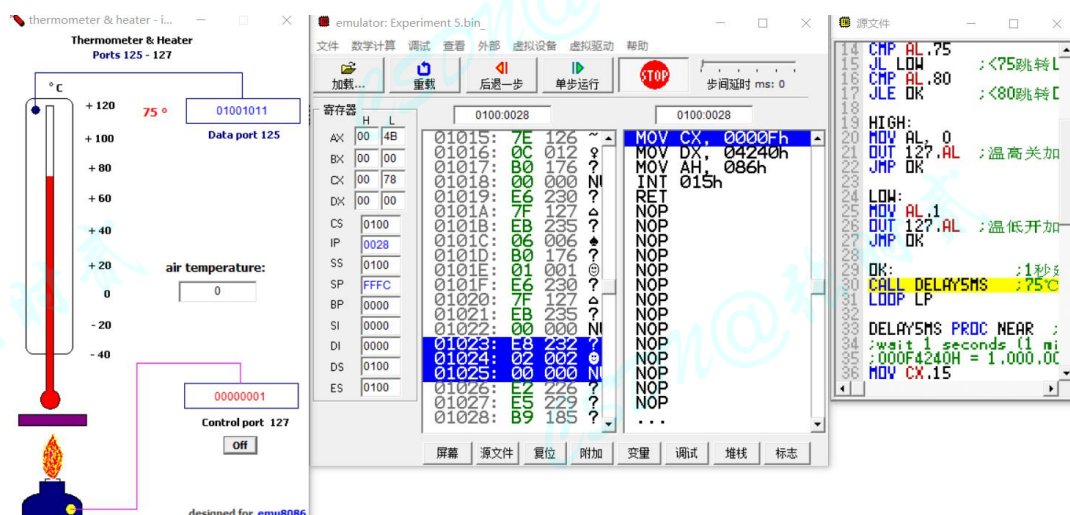 thermometer & heater - i...
Thermometer & Heater
Ports 125 - 127
°C
+ 120
+ 100
+ 80
+ 60
+ 40
+ 20
0
- 20
- 40
75 °
01001011
Data port 125
air temperature:
0
00000001
Control port 127
Off
designed for emu8086
emulator: Experiment 5.bin_
文件 数学计算 调试 查看 外部 虚拟设备 虚拟驱动 帮助
加载...
重载
后退一步
单步运行
STOP
步间延时 ms: 0
寄存器
H L
AX 00 4B
BX 00 00
CX 00 78
DX 00 00
CS 0100
IP 0028
SS 0100
SP FFFC
BP 0000
SI 0000
DI 0000
DS 0100
ES 0100
0100:0028
01015: 7E 126 ~
01016: 0C 012 ♀
01017: B0 176 ?
01018: 00 000 NU
01019: E6 230 ?
0101A: 7F 127 ⌂
0101B: EB 235 ?
0101C: 06 006 ♠
0101D: B0 176 ?
0101E: 01 001 ☺
0101F: E6 230 ?
01020: 7F 127 ⌂
01021: EB 235 ?
01022: 00 000 NU
01023: E8 232 ?
01024: 02 002 ☻
01025: 00 000 NU
01026: E2 226 ?
01027: E5 229 ?
01028: B9 185 ?
0100:0028
MOV CX, 0000Fh
MOV DX, 04240h
MOV AH, 086h
INT 015h
RET
NOP
NOP
NOP
NOP
NOP
NOP
NOP
NOP
NOP
NOP
NOP
NOP
NOP
NOP
...
屏幕
源文件
复位
附加
变量
调试
堆栈
标志
源文件
14 CMP AL,75
15 JL LOW ;<75跳转L
16 CMP AL,80
17 JLE OK ;<80跳转
18
19 HIGH:
20 MOV AL, 0
21 OUT 127,AL ;温高关加
22 JMP OK
23
24 LOW:
25 MOV AL,1
26 OUT 127,AL ;温低开加
27 JMP OK
28
29 OK: ;1秒
30 CALL DELAY5MS ;75℃
31 LOOP LP
32
33 DELAY5MS PROC NEAR ;
34 ;wait 1 seconds (1 mi
35 ;000F4240H = 1,000,00
36 MOV CX,15